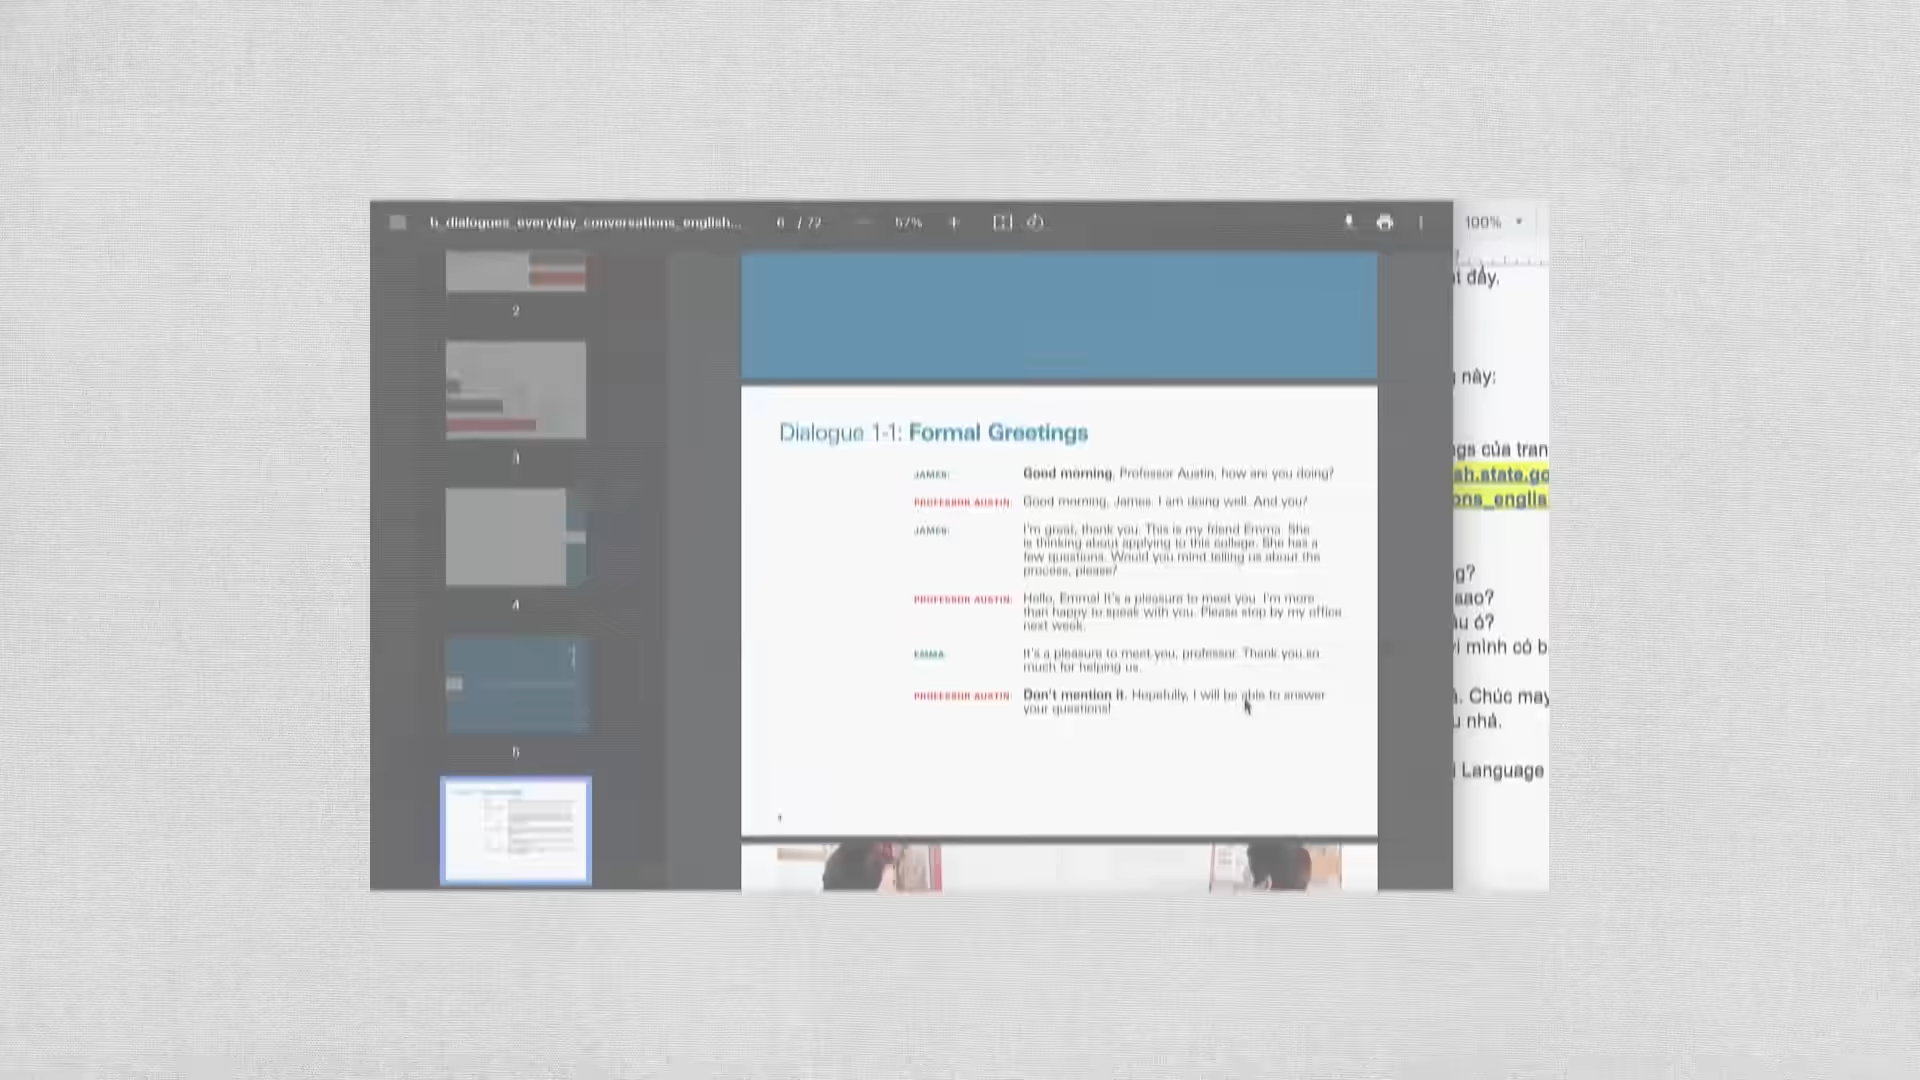 b_dialogues_everyday_conversations_english...
6 / 72
57%
100%
2
3
4
5
Dialogue 1-1: Formal Greetings
JAMES: Good morning, Professor Austin, how are you doing?
PROFESSOR AUSTIN: Good morning, James. I am doing well. And you?
JAMES: I'm great, thank you. This is my friend Emma. She
is thinking about applying to this college. She has a
few questions. Would you mind telling us about the
process, please?
PROFESSOR AUSTIN: Hello, Emma! It's a pleasure to meet you. I'm more
than happy to speak with you. Please stop by my office
next week.
EMMA: It's a pleasure to meet you, professor. Thank you so
much for helping us.
PROFESSOR AUSTIN: Don't mention it. Hopefully, I will be able to answer
your questions!
đấy.
này:
gs của tran
sh.state.go
ons_englis
g?
sao?
ó?
mình có b
Chúc may
nhá.
Language